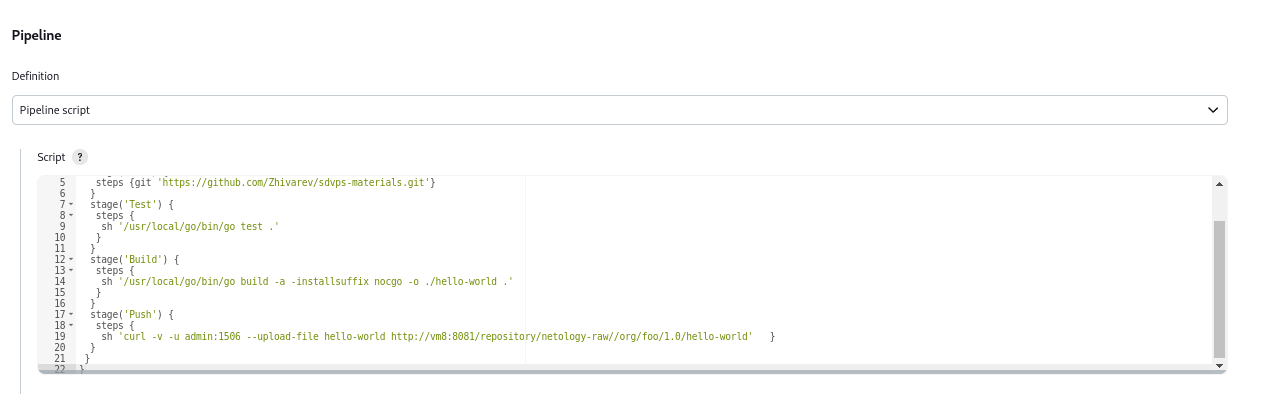 Pipeline
Definition
Pipeline script
Script ?
5 steps {git 'https://github.com/Zhivarev/sdvps-materials.git'}
6 }
7 stage('Test') {
8 steps {
9 sh '/usr/local/go/bin/go test .'
10 }
11 }
12 stage('Build') {
13 steps {
14 sh '/usr/local/go/bin/go build -a -installsuffix nocgo -o ./hello-world .'
15 }
16 }
17 stage('Push') {
18 steps {
19 sh 'curl -v -u admin:1506 --upload-file hello-world http://vm8:8081/repository/netology-raw//org/foo/1.0/hello-world' }
20 }
21 }
22 }